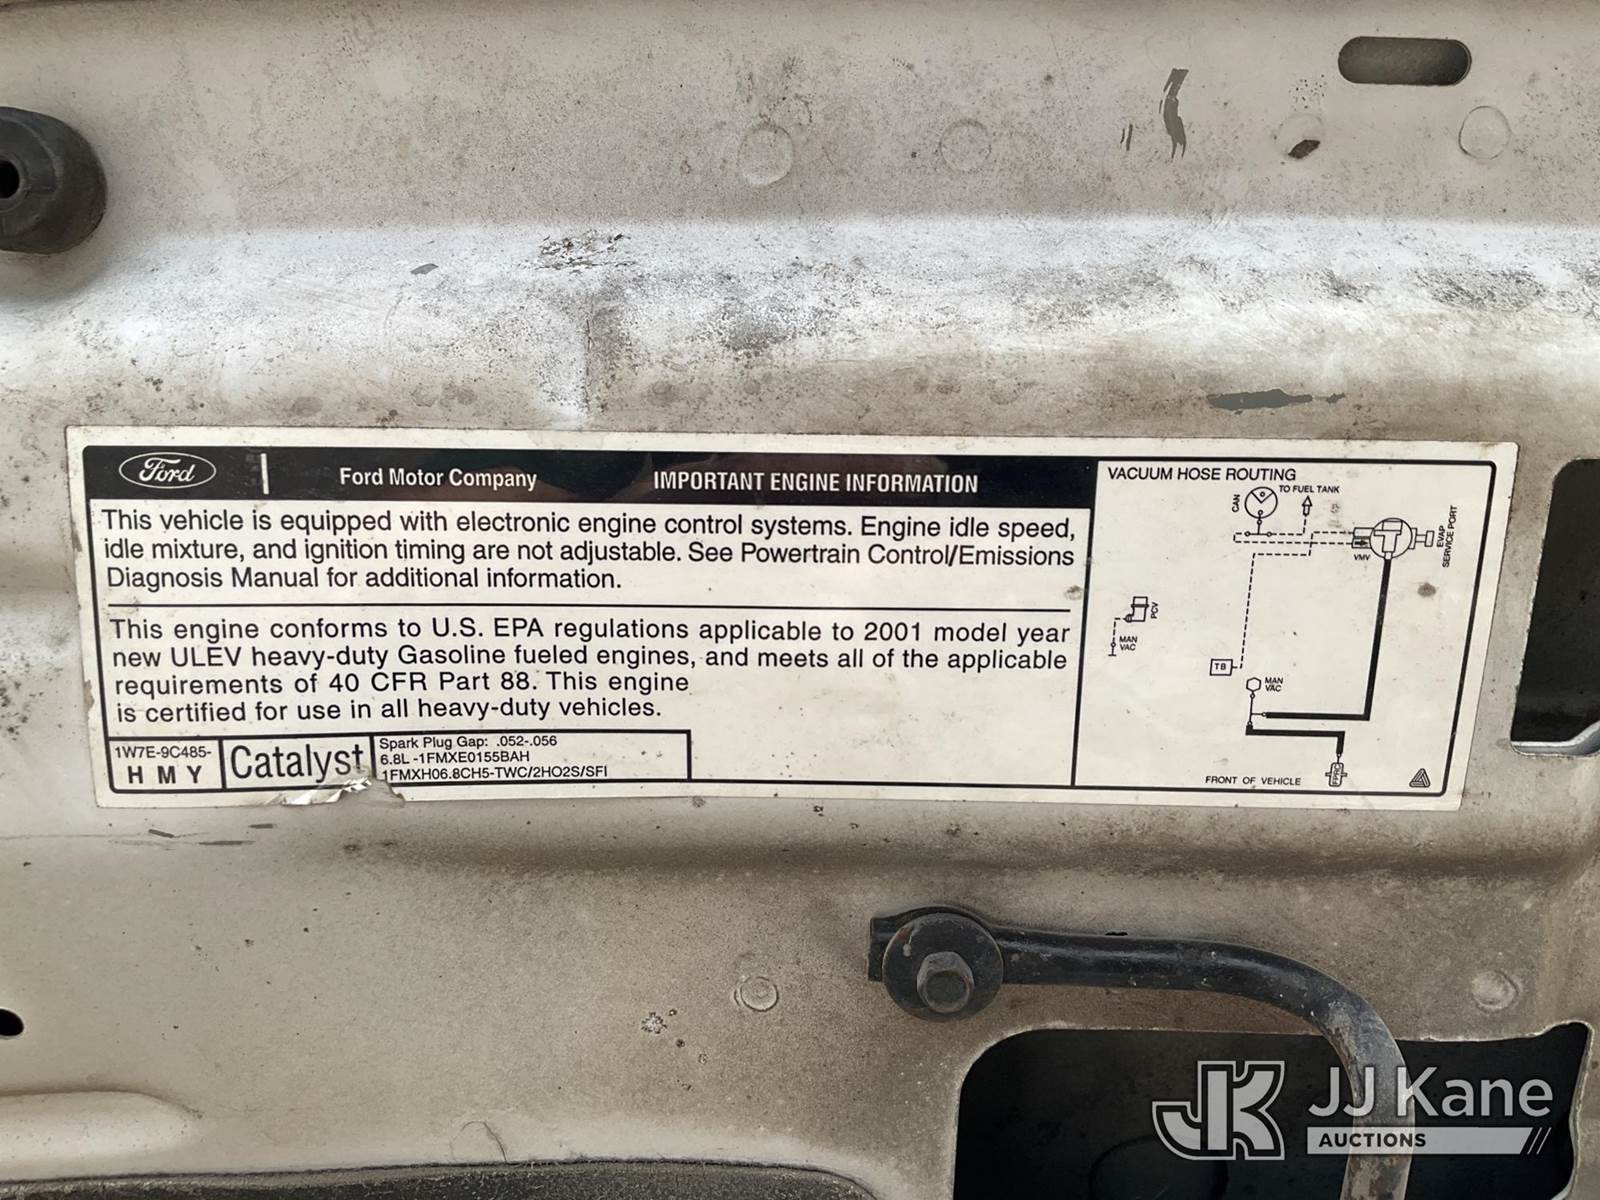 Ford
Ford Motor Company IMPORTANT ENGINE INFORMATION
This vehicle is equipped with electronic engine control systems. Engine idle speed,
idle mixture, and ignition timing are not adjustable. See Powertrain Control/Emissions
Diagnosis Manual for additional information.
This engine conforms to U.S. EPA regulations applicable to 2001 model year
new ULEV heavy-duty Gasoline fueled engines, and meets all of the applicable
requirements of 40 CFR Part 88. This engine
is certified for use in all heavy-duty vehicles.
1W7E-9C485-
H M Y
Catalyst
Spark Plug Gap: .052-.056
6.8L -1FMXE0155BAH
1FMXH06.8CH5-TWC/2HO2S/SFI
VACUUM HOSE ROUTING
CAN
TO FUEL TANK
VMV
EVAP
SERVICE PORT
PCV
MAN
VAC
TB
MAN
VAC
FPRC
FRONT OF VEHICLE
JK
JJ Kane
AUCTIONS